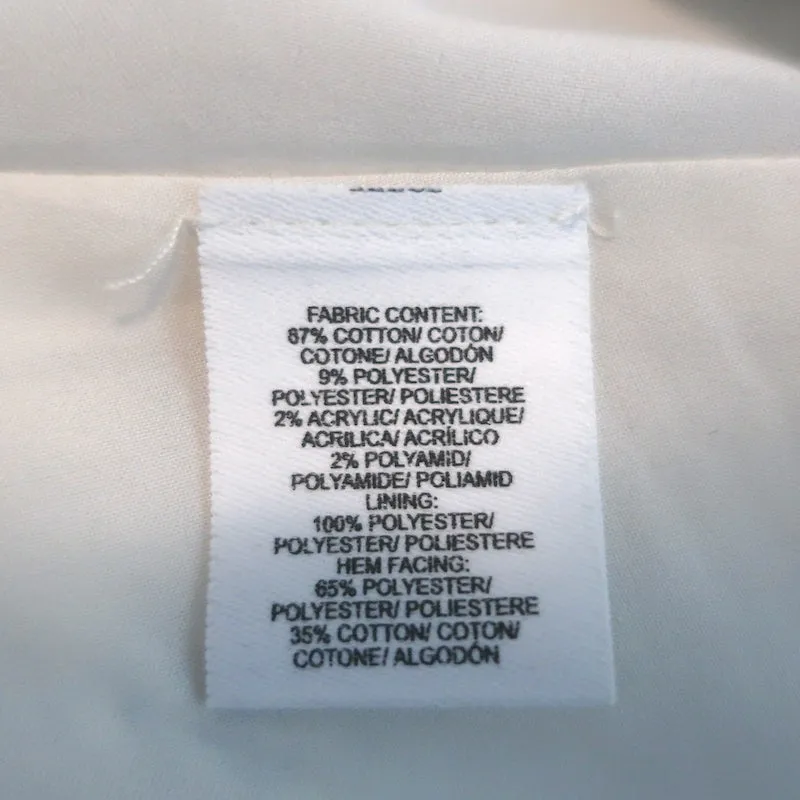 FABRIC CONTENT:
87% COTTON/ COTON/
COTONE/ ALGODÓN
9% POLYESTER/
POLYESTER/ POLIESTERE
2% ACRYLIC/ ACRYLIQUE/
ACRILICA/ ACRÍLICO
2% POLYAMID/
POLYAMIDE/ POLIAMID
LINING:
100% POLYESTER/
POLYESTER/ POLIESTERE
HEM FACING:
65% POLYESTER/
POLYESTER/ POLIESTERE
35% COTTON/ COTON/
COTONE/ ALGODÓN